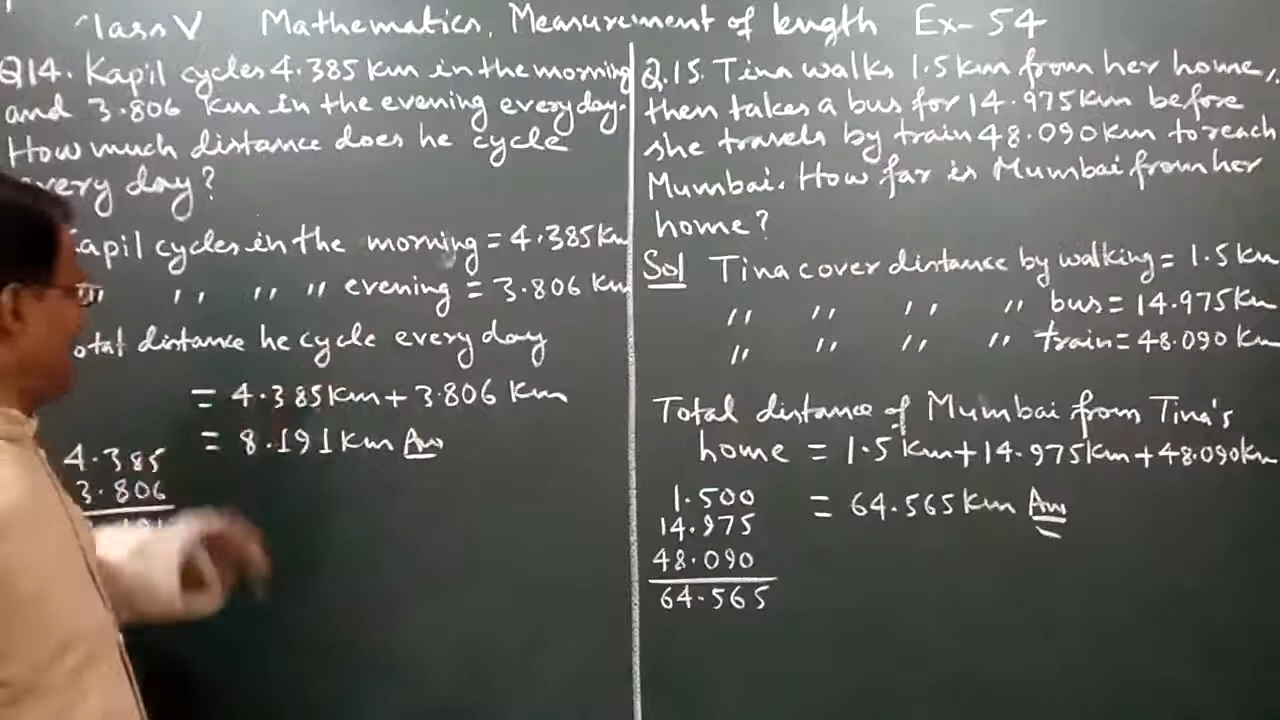 Class V Mathematics, Measurement of length Ex-54
Q14. Kapil cycles 4.385 Km in the morning
and 3.806 Km in the evening everyday.
How much distance does he cycle
every day?
Kapil cycles in the morning = 4.385 Km
" " " " evening = 3.806 Km
Total distance he cycle every day
= 4.385 Km + 3.806 Km
= 8.191 Km Ans
4.385
3.806
Q.15. Tina walks 1.5 Km from her home,
then takes a bus for 14.975 Km before
she travels by train 48.090 Km to reach
Mumbai. How far is Mumbai from her
home?
Sol Tina cover distance by walking = 1.5 Km
" " " " bus = 14.975 Km
" " " " train = 48.090 Km
Total distance of Mumbai from Tina's
home = 1.5 Km + 14.975 Km + 48.090 Km
= 64.565 Km Ans
1.500
14.975
48.090
64.565